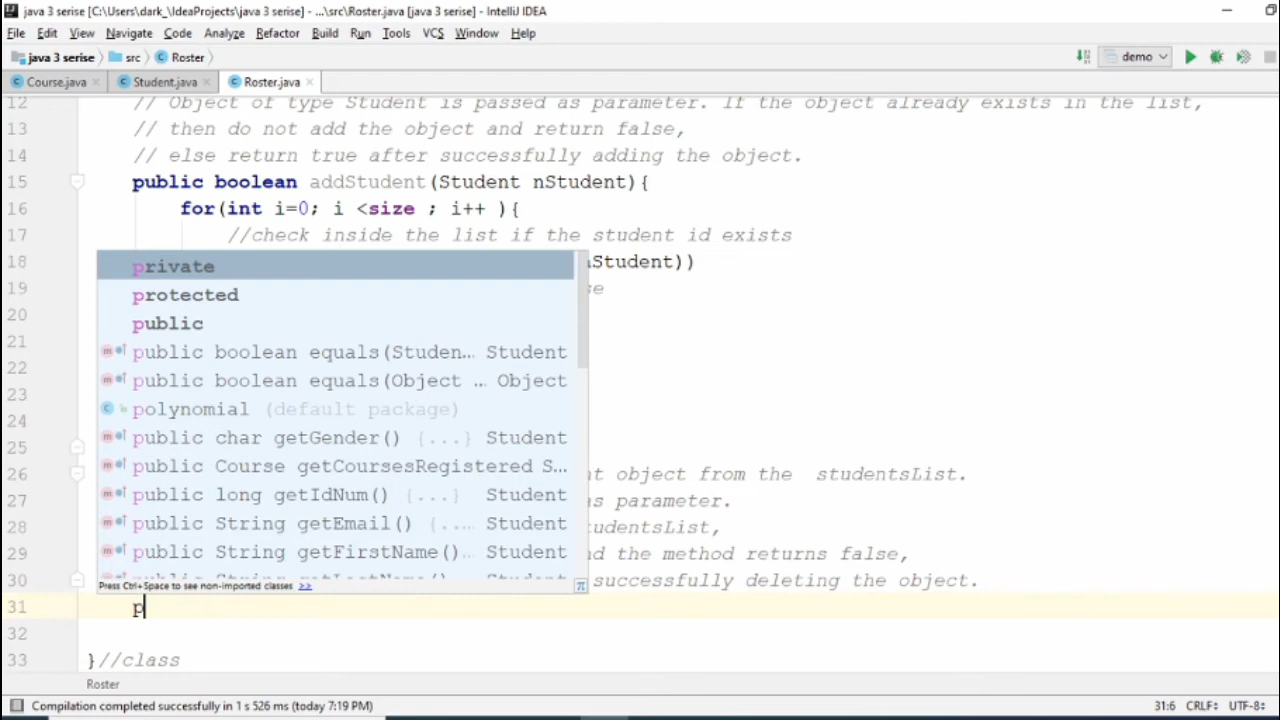 java 3 serise [C:\Users\dark_\IdeaProjects\java 3 serise] - ...\src\Roster.java [java 3 serise] - IntelliJ IDEA
File Edit View Navigate Code Analyze Refactor Build Run Tools VCS Window Help
java 3 serise src Roster demo
Course.java Student.java Roster.java
12 // Object of type Student is passed as parameter. If the object already exists in the list,
13 // then do not add the object and return false,
14 // else return true after successfully adding the object.
15 public boolean addStudent(Student nStudent){
16 for(int i=0; i <size ; i++ ){
17 //check inside the list if the student id exists
18 Student))
19 se
20
21
22
23
24
25
26 t object from the studentsList.
27 s parameter.
28 udentsList,
29 d the method returns false,
30 successfully deleting the object.
private
protected
public
public boolean equals(Studen... Student
public boolean equals(Object ... Object
polynomial (default package)
public char getGender() {...} Student
public Course getCoursesRegistered S...
public long getIdNum() {...} Student
public String getEmail() {.... Student
public String getFirstName().. Student
Press Ctrl+Space to see non-imported classes >> π
31 p
32
33 }//class
Roster
Compilation completed successfully in 1 s 526 ms (today 7:19 PM) 31:6 CRLF UTF-8